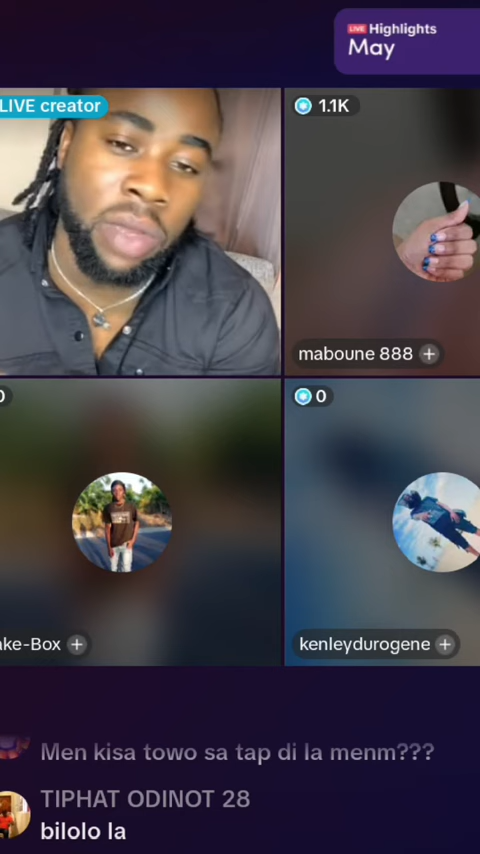 LIVE Highlights
May
LIVE creator
1.1K
maboune 888
0
0
ake-Box
kenleydurogene
Men kisa towo sa tap di la menm???
TIPHAT ODINOT 28
bilolo la